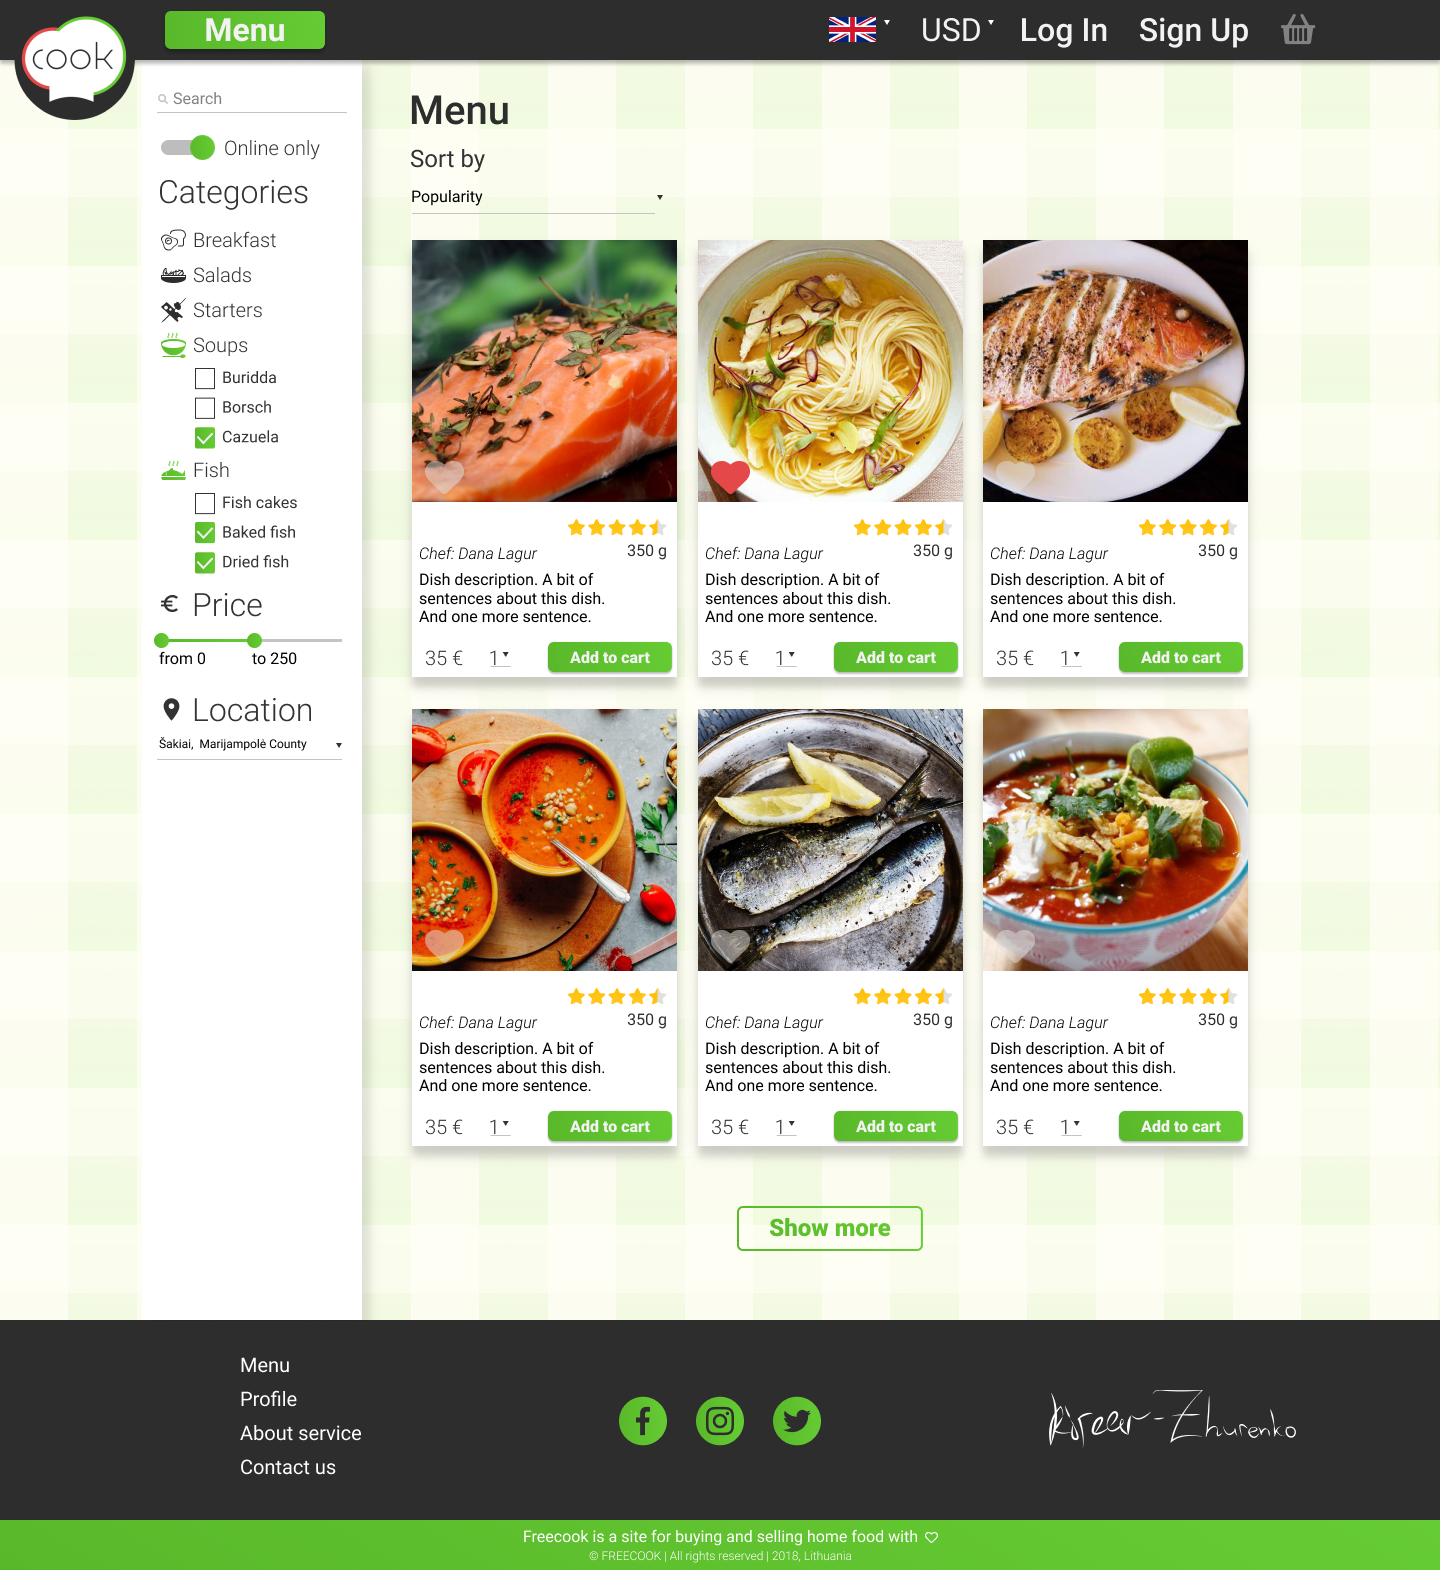 cook
Menu
USD
Log In
Sign Up
Search
Online only
Categories
Breakfast
Salads
Starters
Soups
Buridda
Borsch
Cazuela
Fish
Fish cakes
Baked fish
Dried fish
€ Price
from 0
to 250
Location
Šakiai, Marijampolė County
Menu
Sort by
Popularity
350 g
Chef: Dana Lagur
Dish description. A bit of
sentences about this dish.
And one more sentence.
35 €
1
Add to cart
350 g
Chef: Dana Lagur
Dish description. A bit of
sentences about this dish.
And one more sentence.
35 €
1
Add to cart
350 g
Chef: Dana Lagur
Dish description. A bit of
sentences about this dish.
And one more sentence.
35 €
1
Add to cart
350 g
Chef: Dana Lagur
Dish description. A bit of
sentences about this dish.
And one more sentence.
35 €
1
Add to cart
350 g
Chef: Dana Lagur
Dish description. A bit of
sentences about this dish.
And one more sentence.
35 €
1
Add to cart
350 g
Chef: Dana Lagur
Dish description. A bit of
sentences about this dish.
And one more sentence.
35 €
1
Add to cart
Show more
Menu
Profile
About service
Contact us
Zhurenko
Freecook is a site for buying and selling home food with
© FREECOOK | All rights reserved | 2018, Lithuania